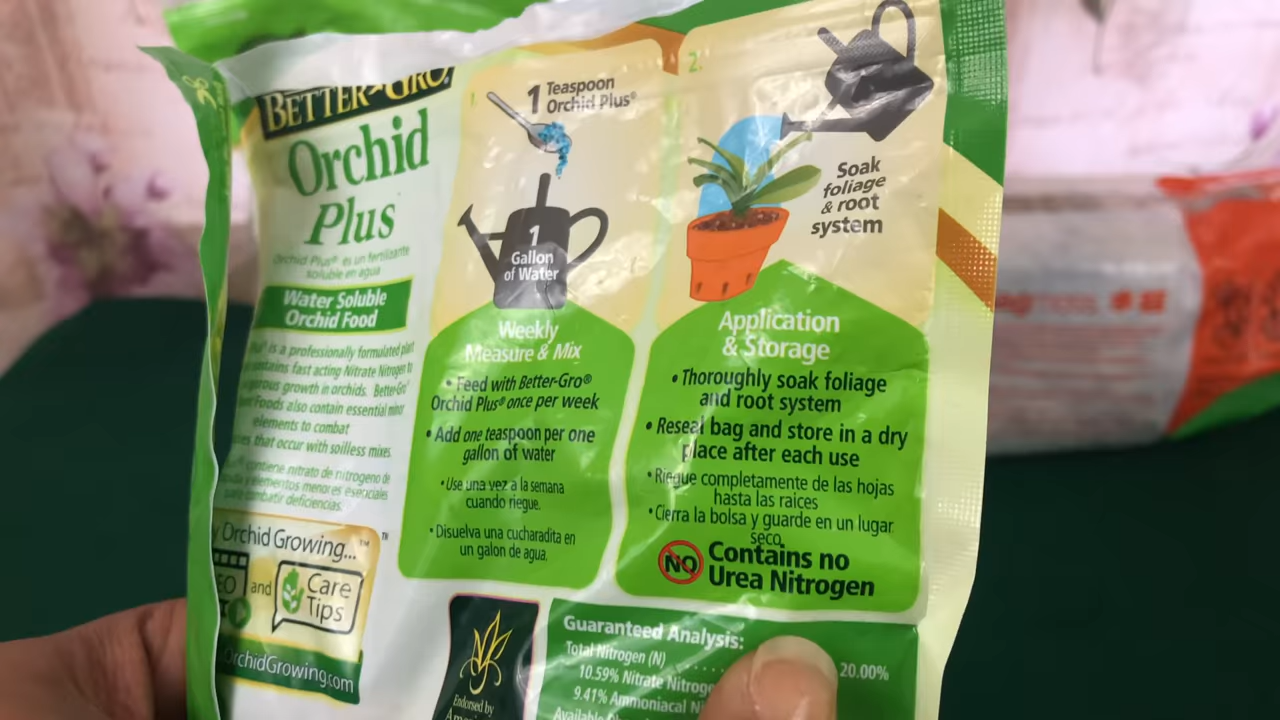 BETTER-GRO®
Orchid
Plus®
Orchid Plus® es un fertilizante
soluble en agua
Water Soluble
Orchid Food
is a professionally formulated plant
contains fast acting Nitrate Nitrogen to
growth in orchids. Better-Gro®
Foods also contain essential minor
elements to combat
that occur with soilless mixes.
contiene nitrato de nitrogeno de
y elementos menores esenciales
para combatir deficiencias.
Orchid Growing...™
and
Care
Tips
OrchidGrowing.com
1.
1 Teaspoon
Orchid Plus®
1
Gallon
of Water
Weekly
Measure & Mix
• Feed with Better-Gro®
Orchid Plus® once per week
• Add one teaspoon per one
gallon of water
• Use una vez a la semana
cuando riegue.
• Disuelva una cucharadita en
un galon de agua.
2.
Soak
foliage
& root
system
Application
& Storage
• Thoroughly soak foliage
and root system
• Reseal bag and store in a dry
place after each use
• Riegue completamente de las hojas
hasta las raices
• Cierra la bolsa y guarde en un lugar
seco.
NO Contains no
Urea Nitrogen
Endorsed by
Guaranteed Analysis:
Total Nitrogen (N) . . . . . . 20.00%
10.59% Nitrate
9.41% Ammoniacal
Available